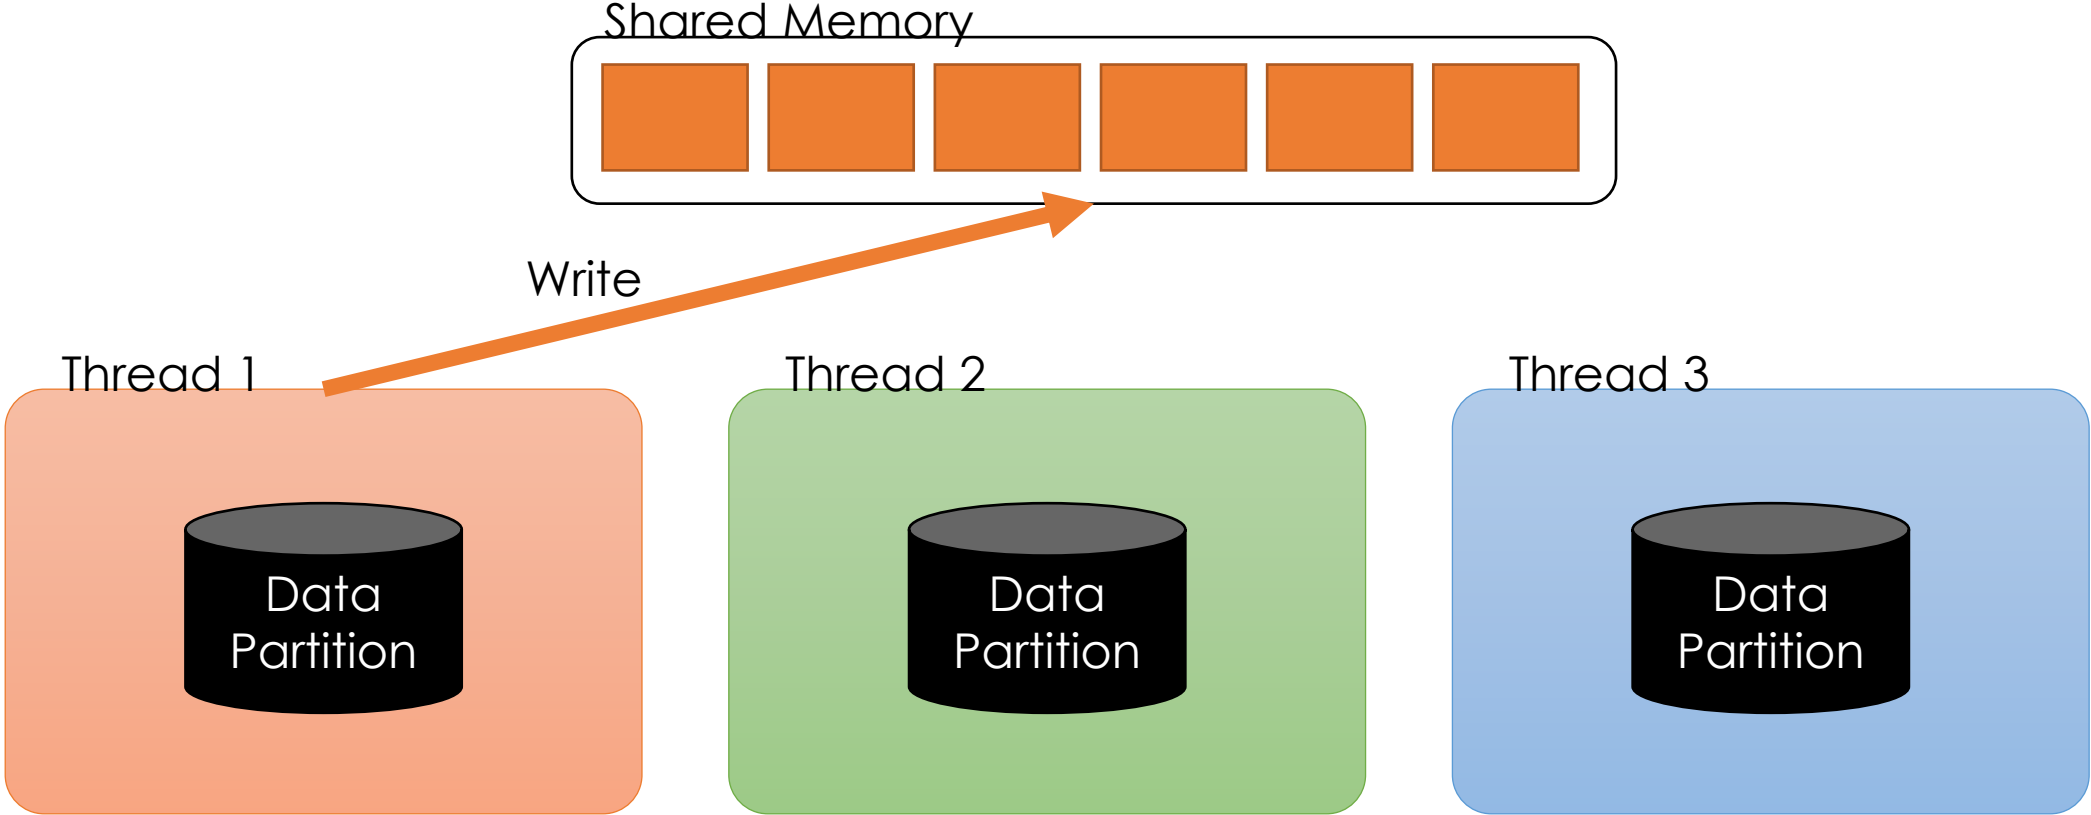 Shared Memory
Write
Thread 1
Thread 2
Thread 3
Data
Partition
Data
Partition
Data
Partition